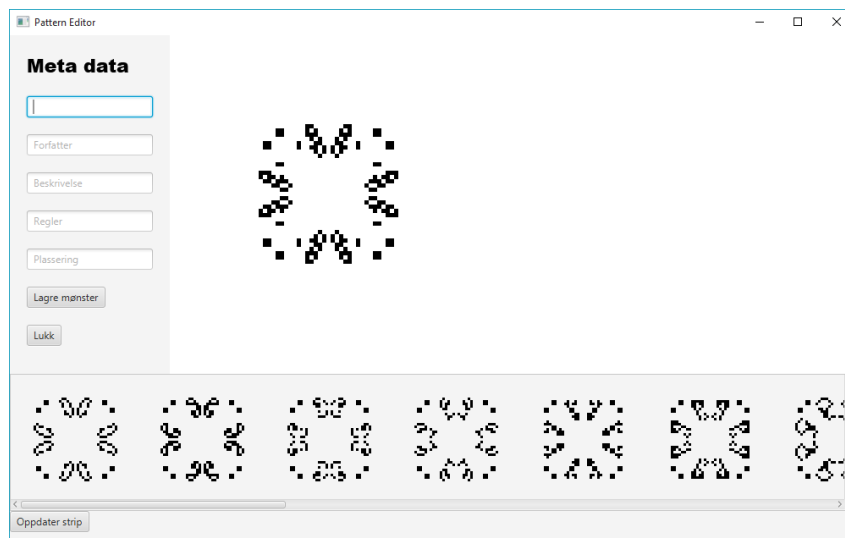 Pattern Editor
Meta data
Forfatter
Beskrivelse
Regler
Plassering
Lagre mønster
Lukk
Oppdater strip